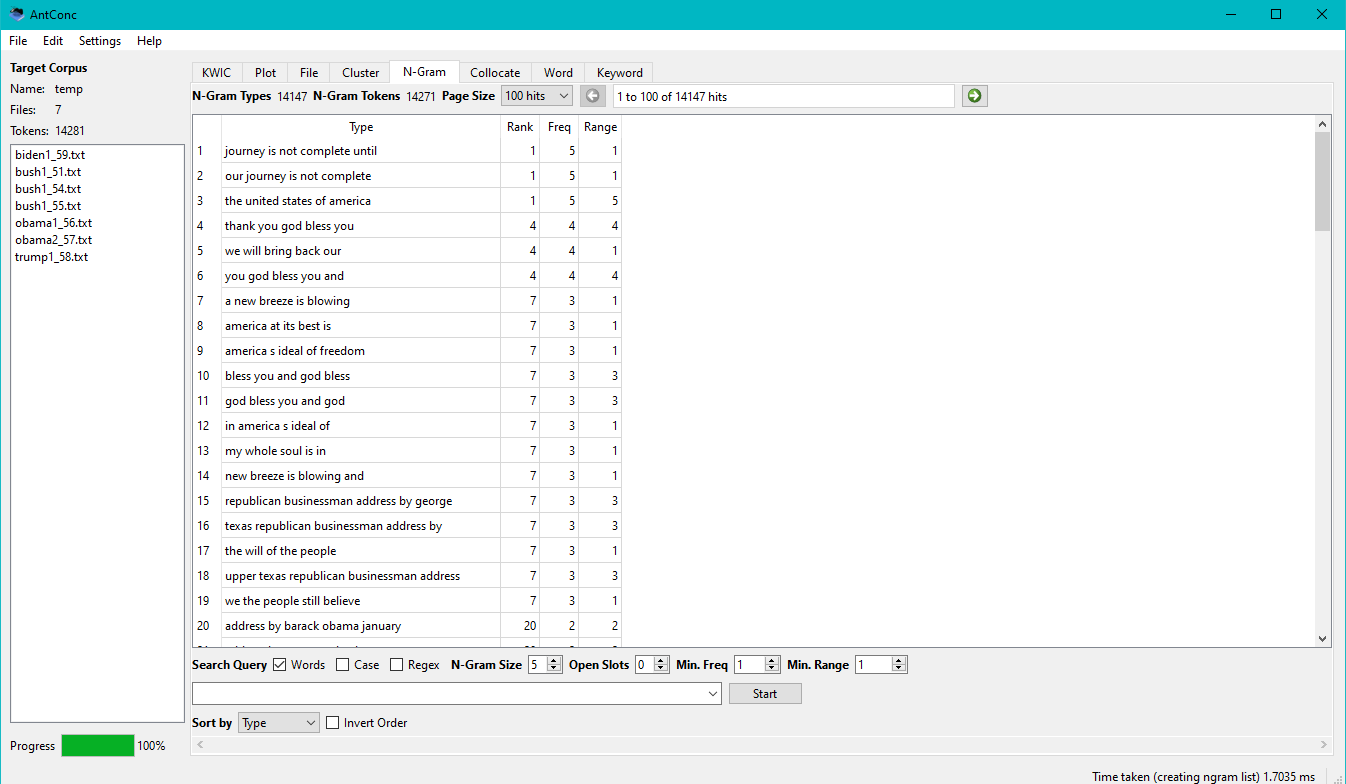 AntConc
File Edit Settings Help
Target Corpus
Name: temp
Files: 7
Tokens: 14281
biden1_59.txt
bush1_51.txt
bush1_54.txt
bush1_55.txt
obama1_56.txt
obama2_57.txt
trump1_58.txt
Progress 100%
KWIC Plot File Cluster N-Gram Collocate Word Keyword
N-Gram Types 14147 N-Gram Tokens 14271 Page Size 100 hits 1 to 100 of 14147 hits
Type Rank Freq Range
1 journey is not complete until 1 5 1
2 our journey is not complete 1 5 1
3 the united states of america 1 5 5
4 thank you god bless you 4 4 4
5 we will bring back our 4 4 1
6 you god bless you and 4 4 4
7 a new breeze is blowing 7 3 1
8 america at its best is 7 3 1
9 america s ideal of freedom 7 3 1
10 bless you and god bless 7 3 3
11 god bless you and god 7 3 3
12 in america s ideal of 7 3 1
13 my whole soul is in 7 3 1
14 new breeze is blowing and 7 3 1
15 republican businessman address by george 7 3 3
16 texas republican businessman address by 7 3 3
17 the will of the people 7 3 1
18 upper texas republican businessman address 7 3 3
19 we the people still believe 7 3 1
20 address by barack obama january 20 2 2
Search Query Words Case Regex N-Gram Size 5 Open Slots 0 Min. Freq 1 Min. Range 1
Start
Sort by Type Invert Order
Time taken (creating ngram list) 1.7035 ms